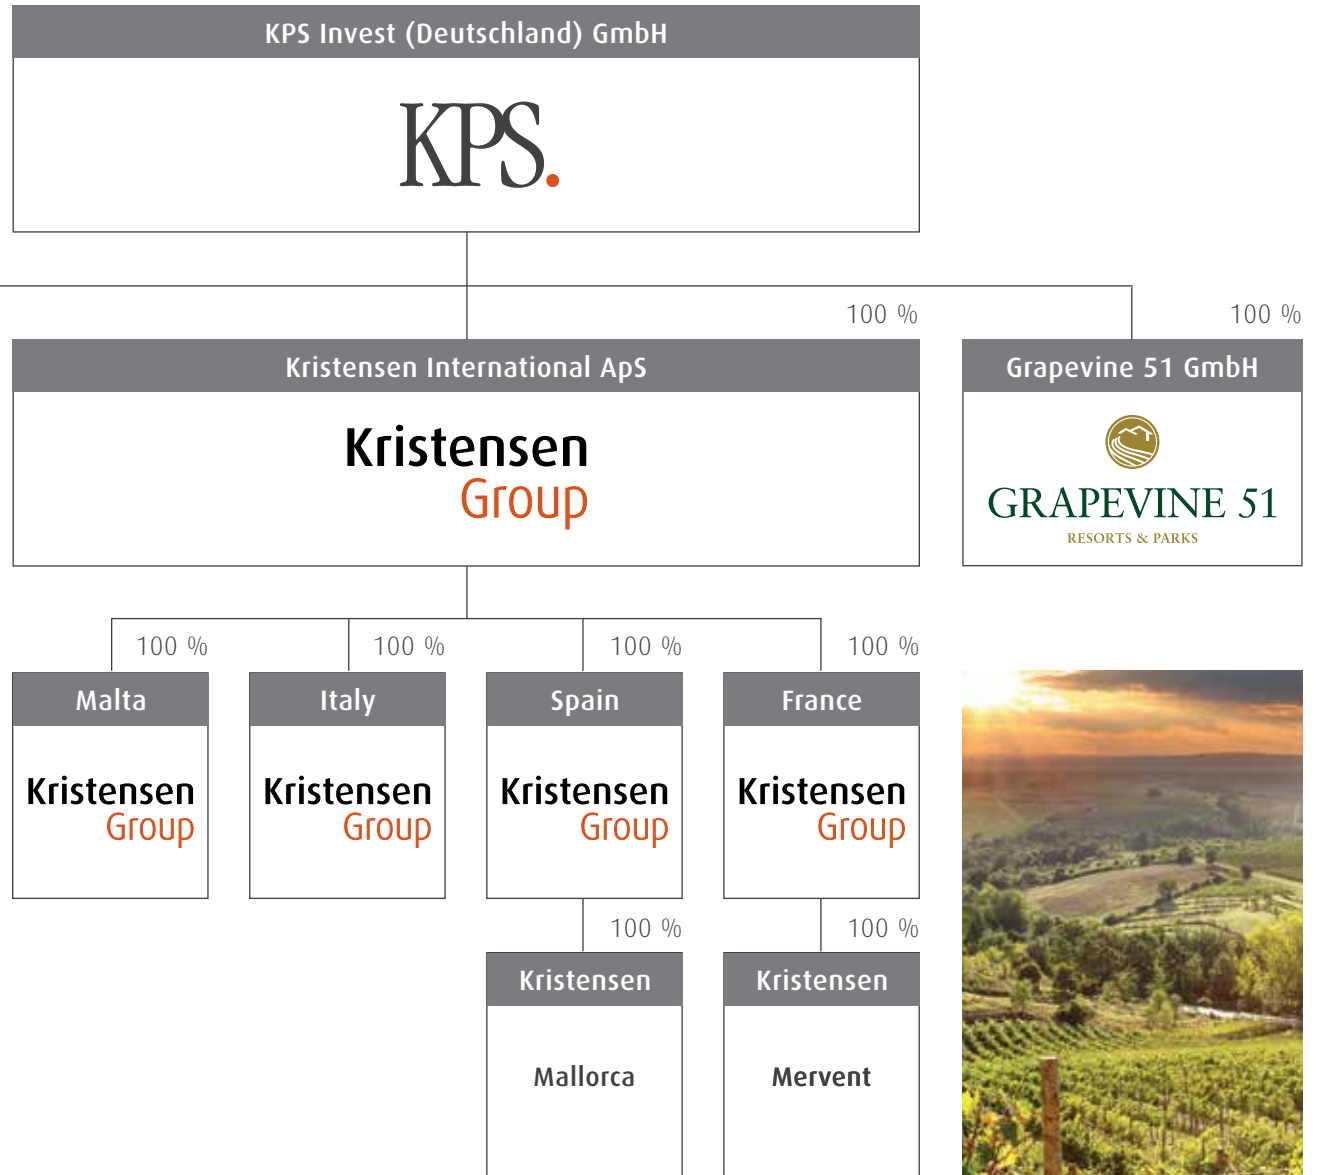 KPS Invest (Deutschland) GmbH
KPS.
100 %
100 %
Kristensen International ApS
Grapevine 51 GmbH
Kristensen
Group
GRAPEVINE 51
RESORTS & PARKS
100 %
100 %
100 %
100 %
Malta
Italy
Spain
France
Kristensen
Group
Kristensen
Group
Kristensen
Group
Kristensen
Group
100 %
100 %
Kristensen
Kristensen
Mallorca
Mervent